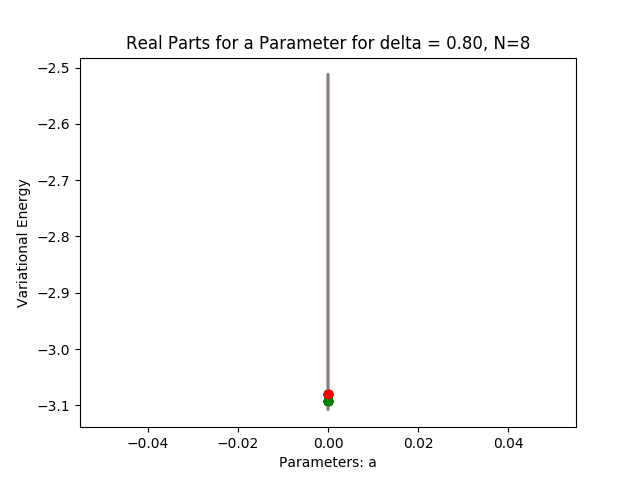 Real Parts for a Parameter for delta = 0.80, N=8
−2.5
−2.6
−2.7
−2.8
−2.9
−3.0
−3.1
Variational Energy
−0.04 −0.02 0.00 0.02 0.04
Parameters: a